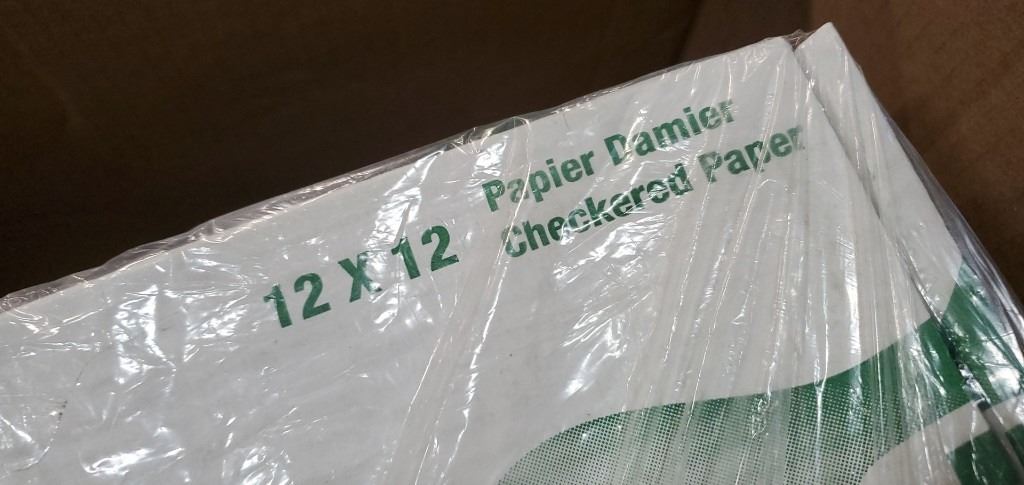 12 X 12
Papier Damier
Checkered Paper